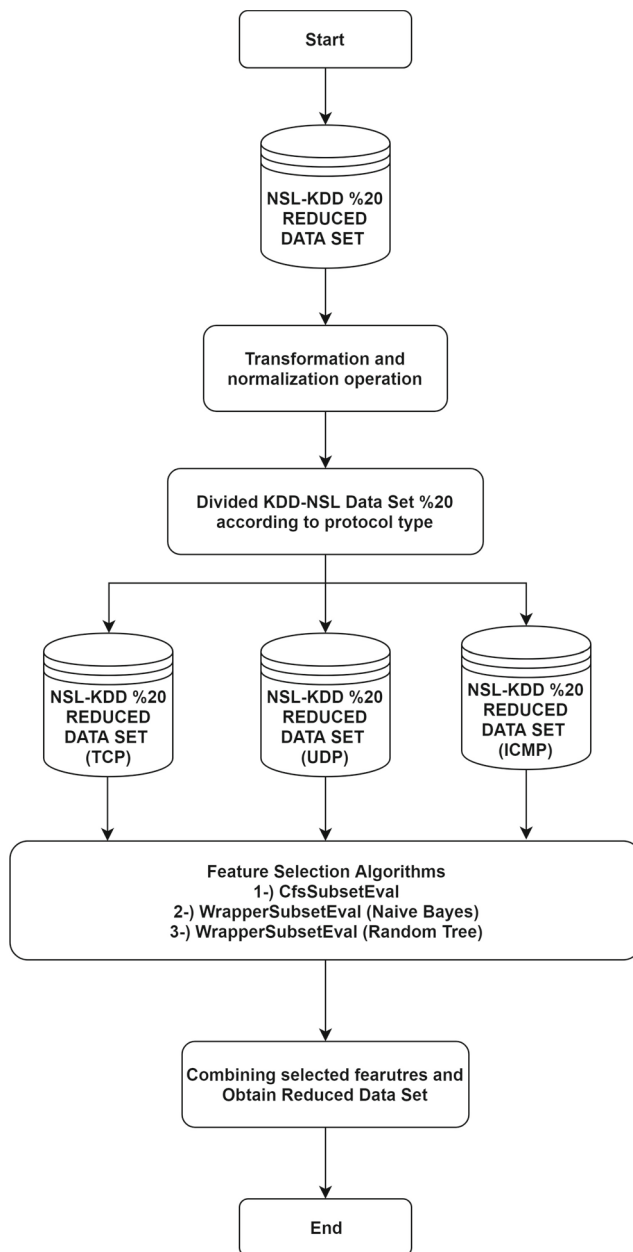 Start
NSL-KDD %20
REDUCED
DATA SET
Transformation and
normalization operation
Divided KDD-NSL Data Set %20
according to protocol type
NSL-KDD %20
REDUCED
DATA SET
(TCP)
NSL-KDD %20
REDUCED
DATA SET
(UDP)
NSL-KDD %20
REDUCED
DATA SET
(ICMP)
Feature Selection Algorithms
1-) CfsSubsetEval
2-) WrapperSubsetEval (Naive Bayes)
3-) WrapperSubsetEval (Random Tree)
Combining selected fearutres and
Obtain Reduced Data Set
End